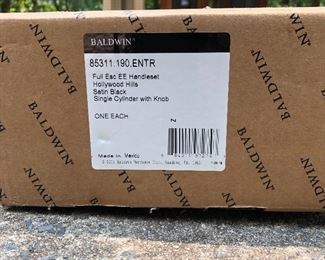 BALDWIN
85311.190.ENTR
Full Esc EE Handleset
Hollywood Hills
Satin Black
Single Cylinder with Knob
ONE EACH
Z
Made in Mexico
BALDWIN
BALDWIN
BALDWIN
BALDWIN
BALDWIN